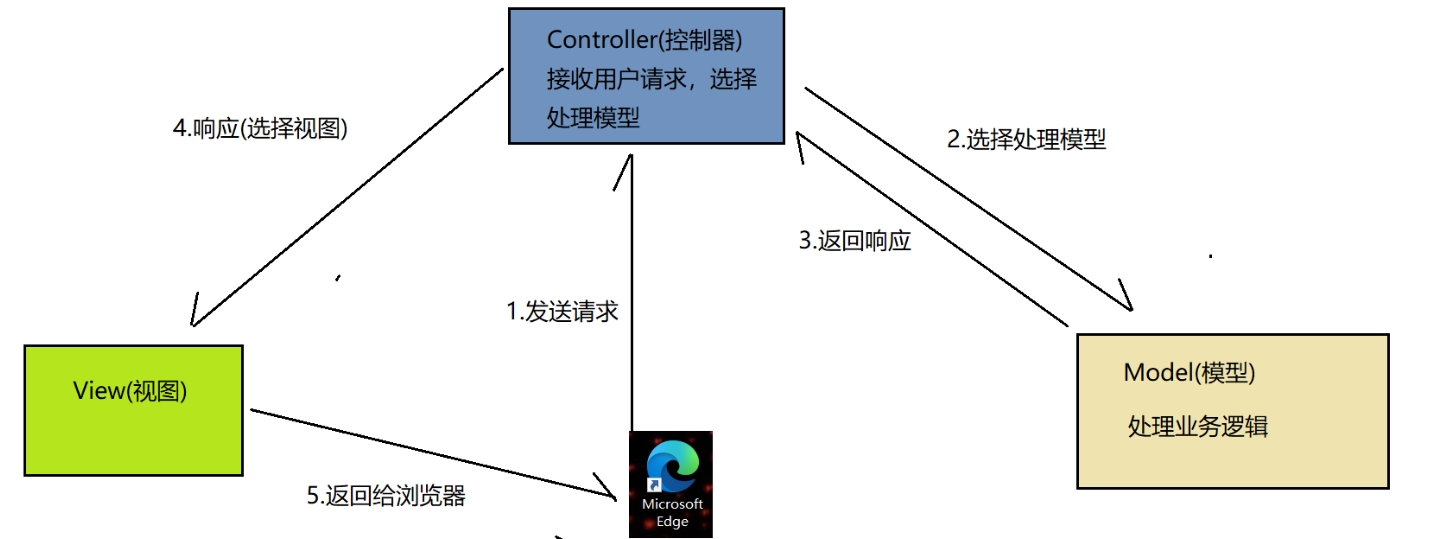 Controller(控制器)
接收用户请求，选择
处理模型
4.响应(选择视图)
2.选择处理模型
3.返回响应
1.发送请求
View(视图)
Model(模型)
处理业务逻辑
5.返回给浏览器
Microsoft
Edge